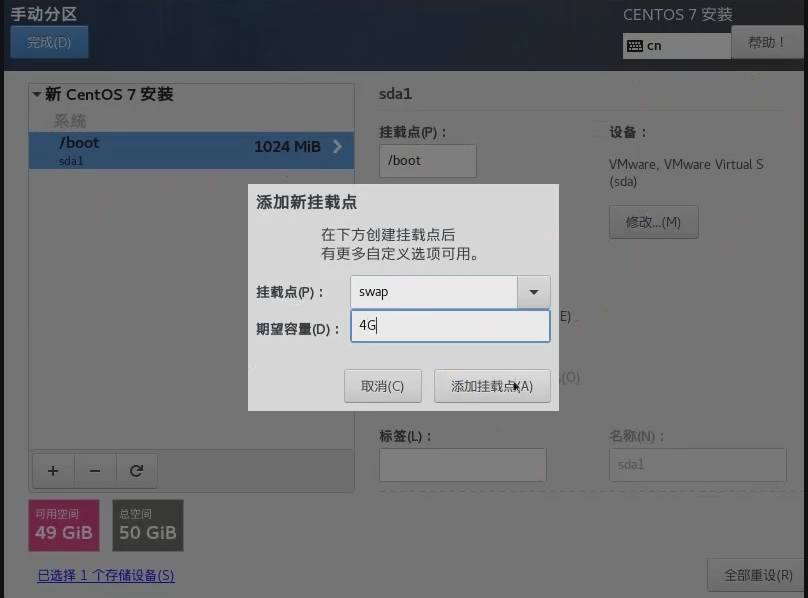 手动分区
CENTOS 7 安装
完成(D)
cn
帮助！
新 CentOS 7 安装
系统
/boot
1024 MiB
sda1
sda1
挂载点(P)：
/boot
设备：
VMware, VMware Virtual S
(sda)
修改...(M)
添加新挂载点
在下方创建挂载点后
有更多自定义选项可用。
挂载点(P)：
swap
期望容量(D)：
4G
取消(C)
添加挂载点(A)
E)
(O)
标签(L)：
名称(N)：
sda1
可用空间
49 GiB
总空间
50 GiB
已选择 1 个存储设备(S)
全部重设(R)